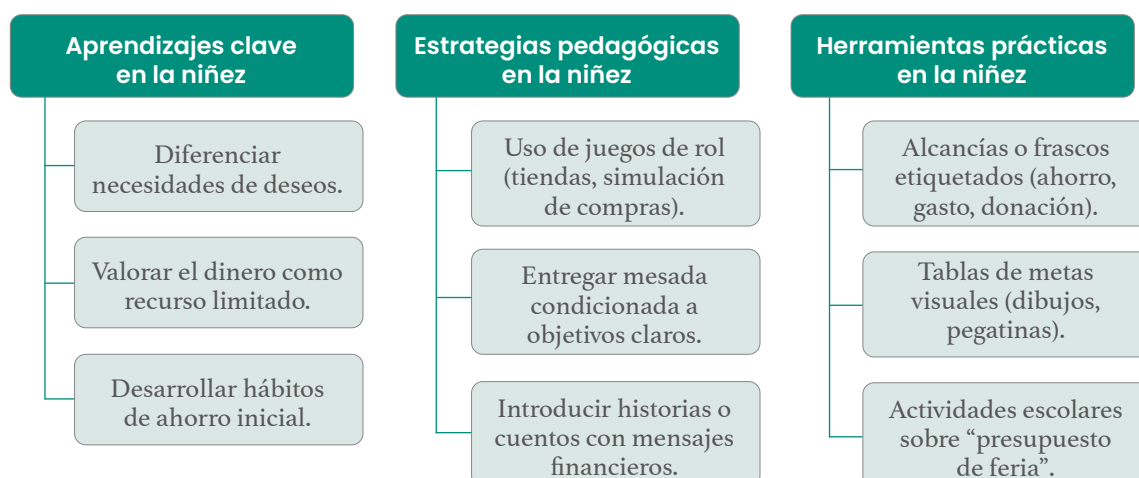 Aprendizajes clave
en la niñez
Diferenciar
necesidades de deseos.
Valorar el dinero como
recurso limitado.
Desarrollar hábitos
de ahorro inicial.
Estrategias pedagógicas
en la niñez
Uso de juegos de rol
(tiendas, simulación
de compras).
Entregar mesada
condicionada a
objetivos claros.
Introducir historias o
cuentos con mensajes
financieros.
Herramientas prácticas
en la niñez
Alcancías o frascos
etiquetados (ahorro,
gasto, donación).
Tablas de metas
visuales (dibujos,
pegatinas).
Actividades escolares
sobre “presupuesto
de feria”.